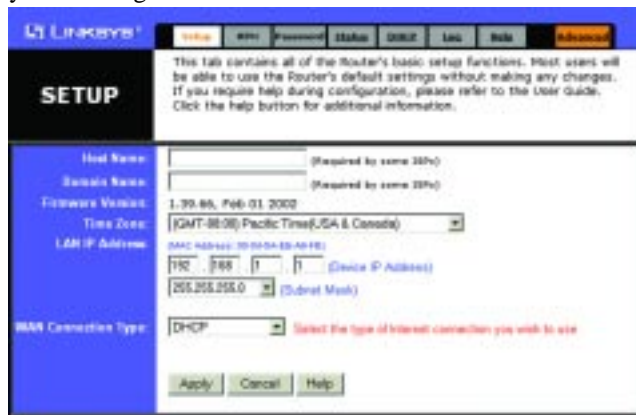 LINKSYS
Setup VPN Password Status DHCP Log Help Advanced
SETUP
This tab contains all of the Router's basic setup functions. Most users will
be able to use the Router's default settings without making any changes.
If you require help during configuration, please refer to the User Guide.
Click the help button for additional information.
Host Name: (Required by some ISPs)
Domain Name: (Required by some ISPs)
Firmware Version: 1.39.66, Feb 01 2002
Time Zone: (GMT-08:00) Pacific Time (USA & Canada)
LAN IP Address: (MAC Address:
192 . 168 . 1 . 1 (Device IP Address)
255.255.255.0 (Subnet Mask)
WAN Connection Type: DHCP Select the type of Internet connection you wish to use
Apply Cancel Help